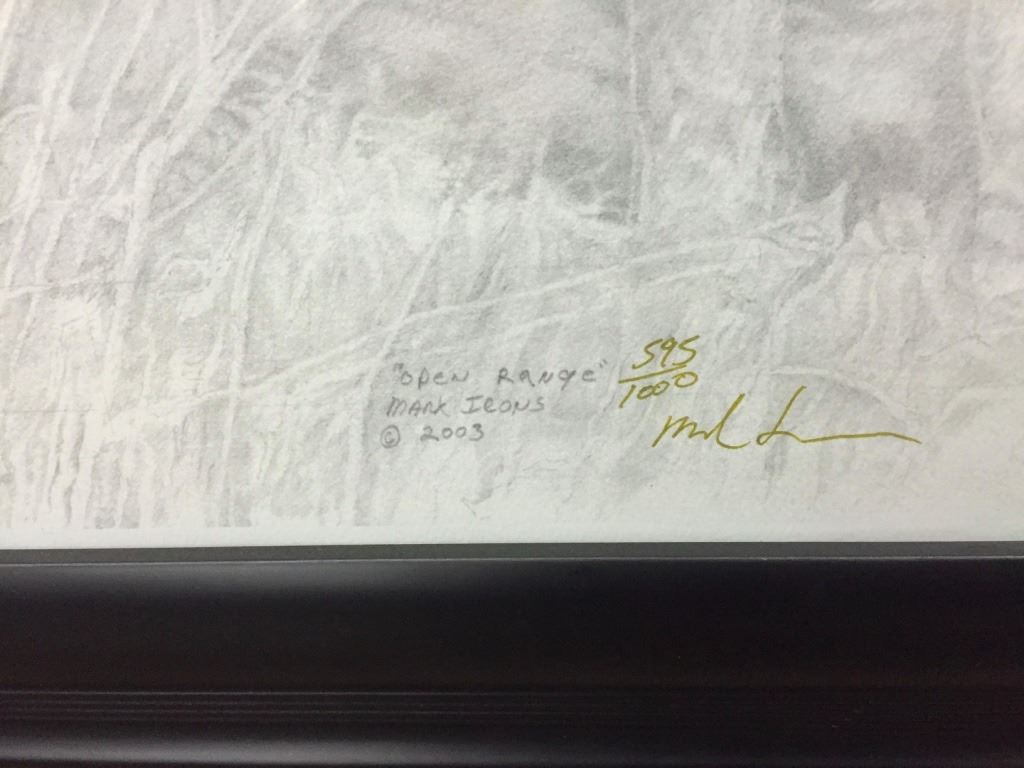 "OPEN RANGE"
MARK IRONS
© 2003
595
1000